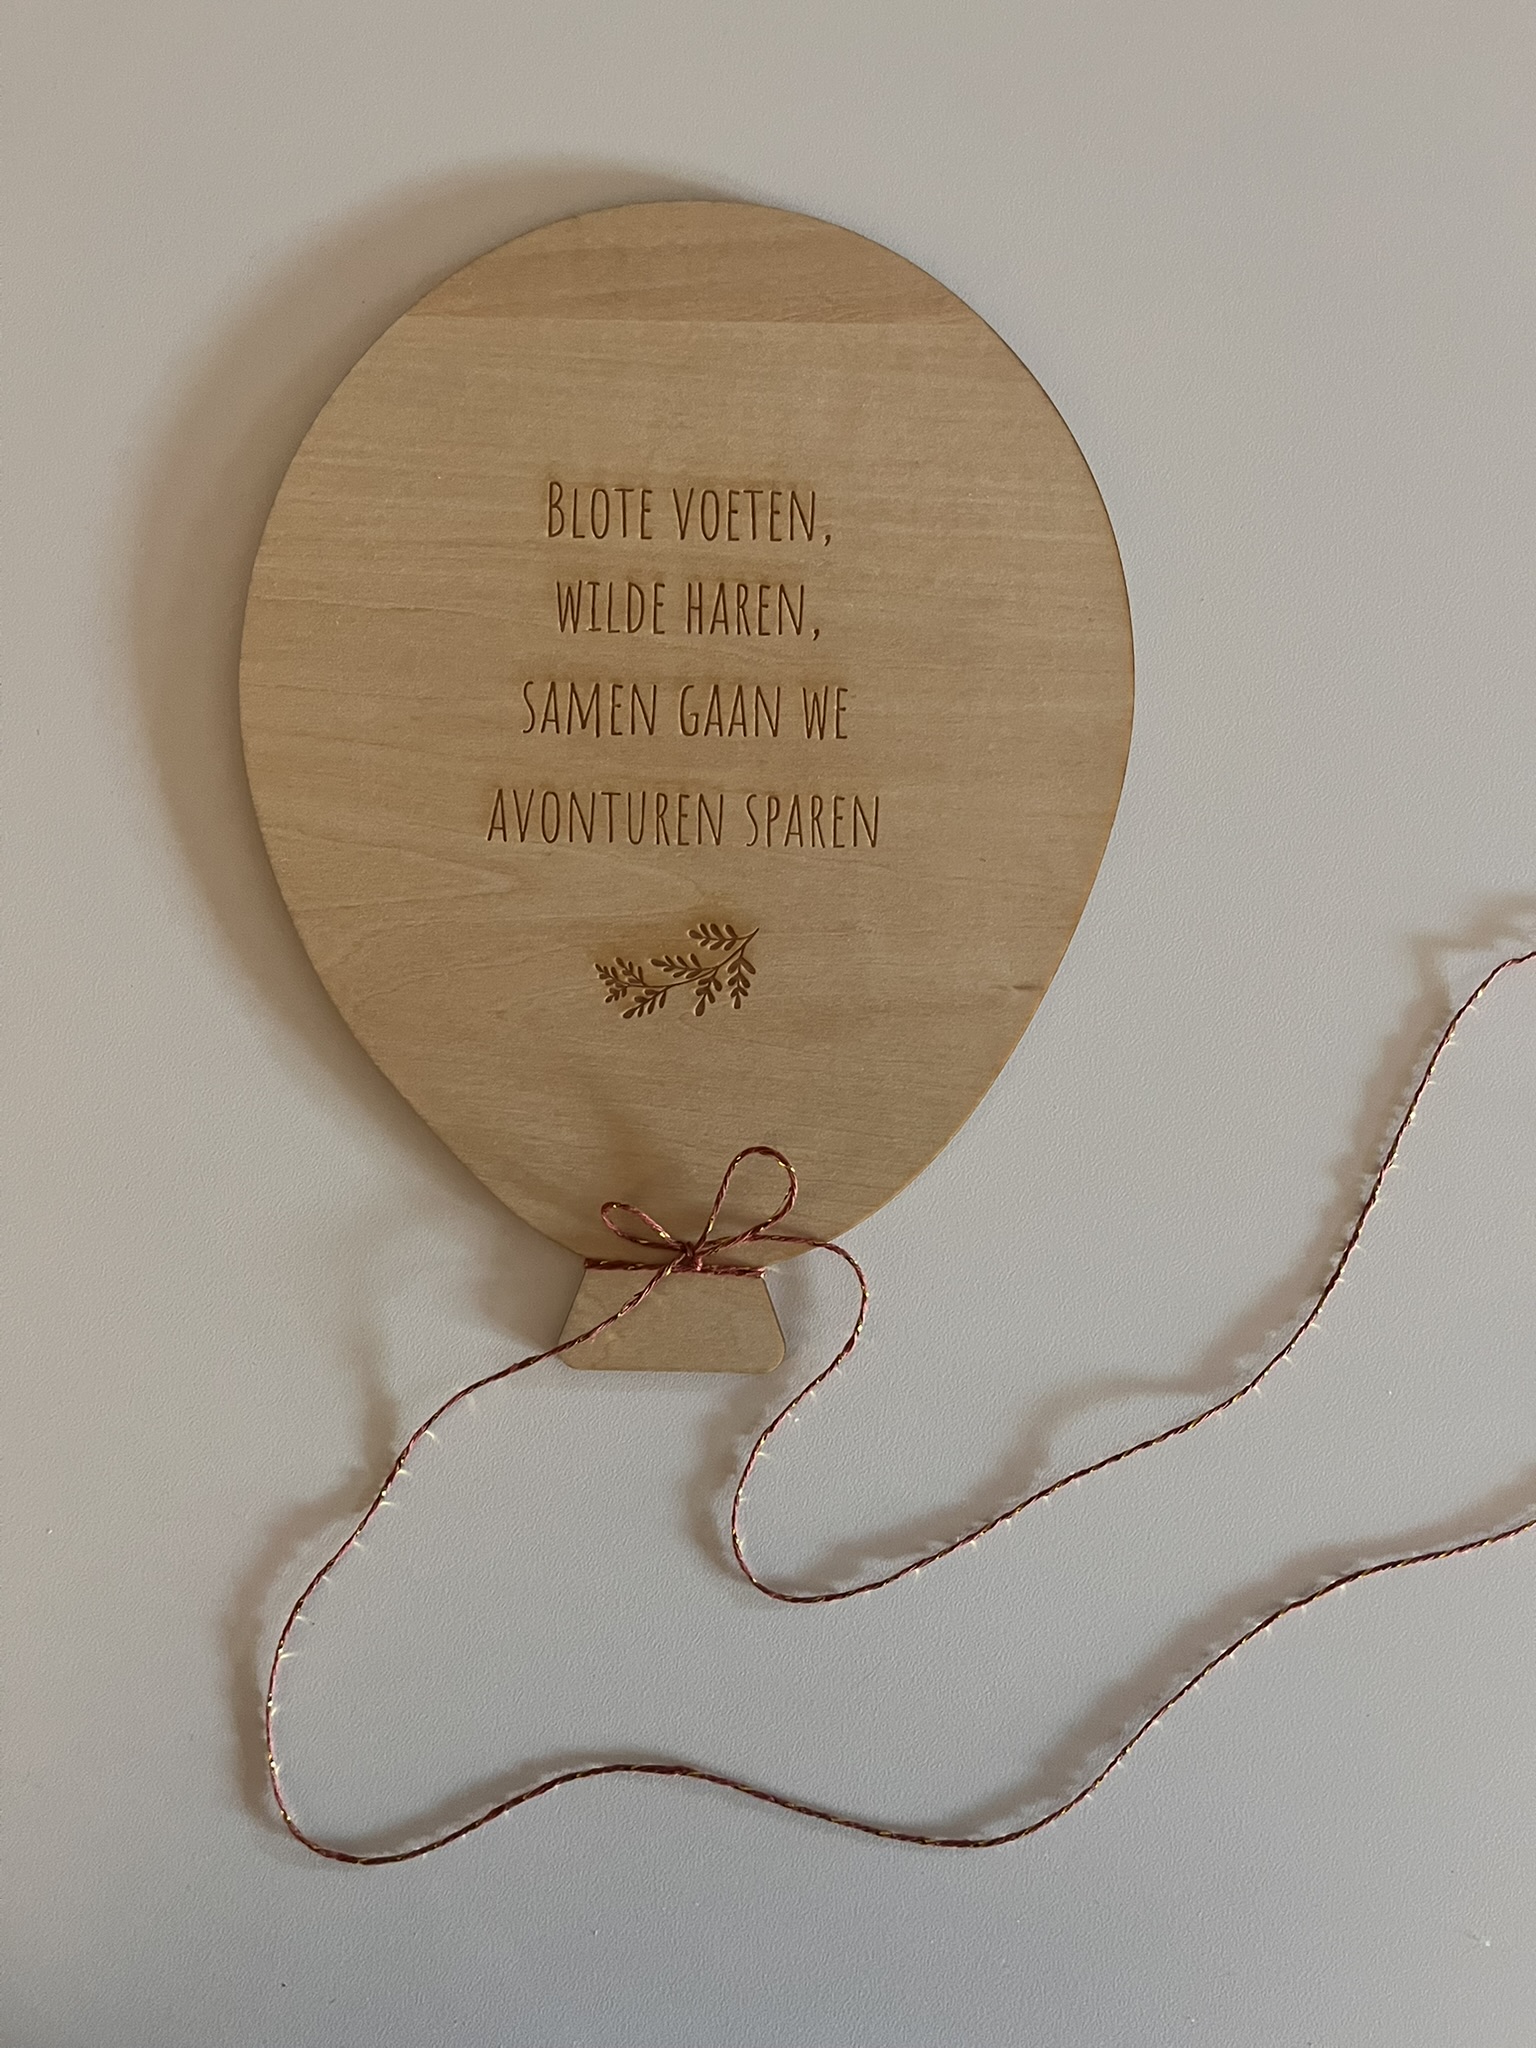 Blote voeten,
wilde haren,
samen gaan we
avonturen sparen